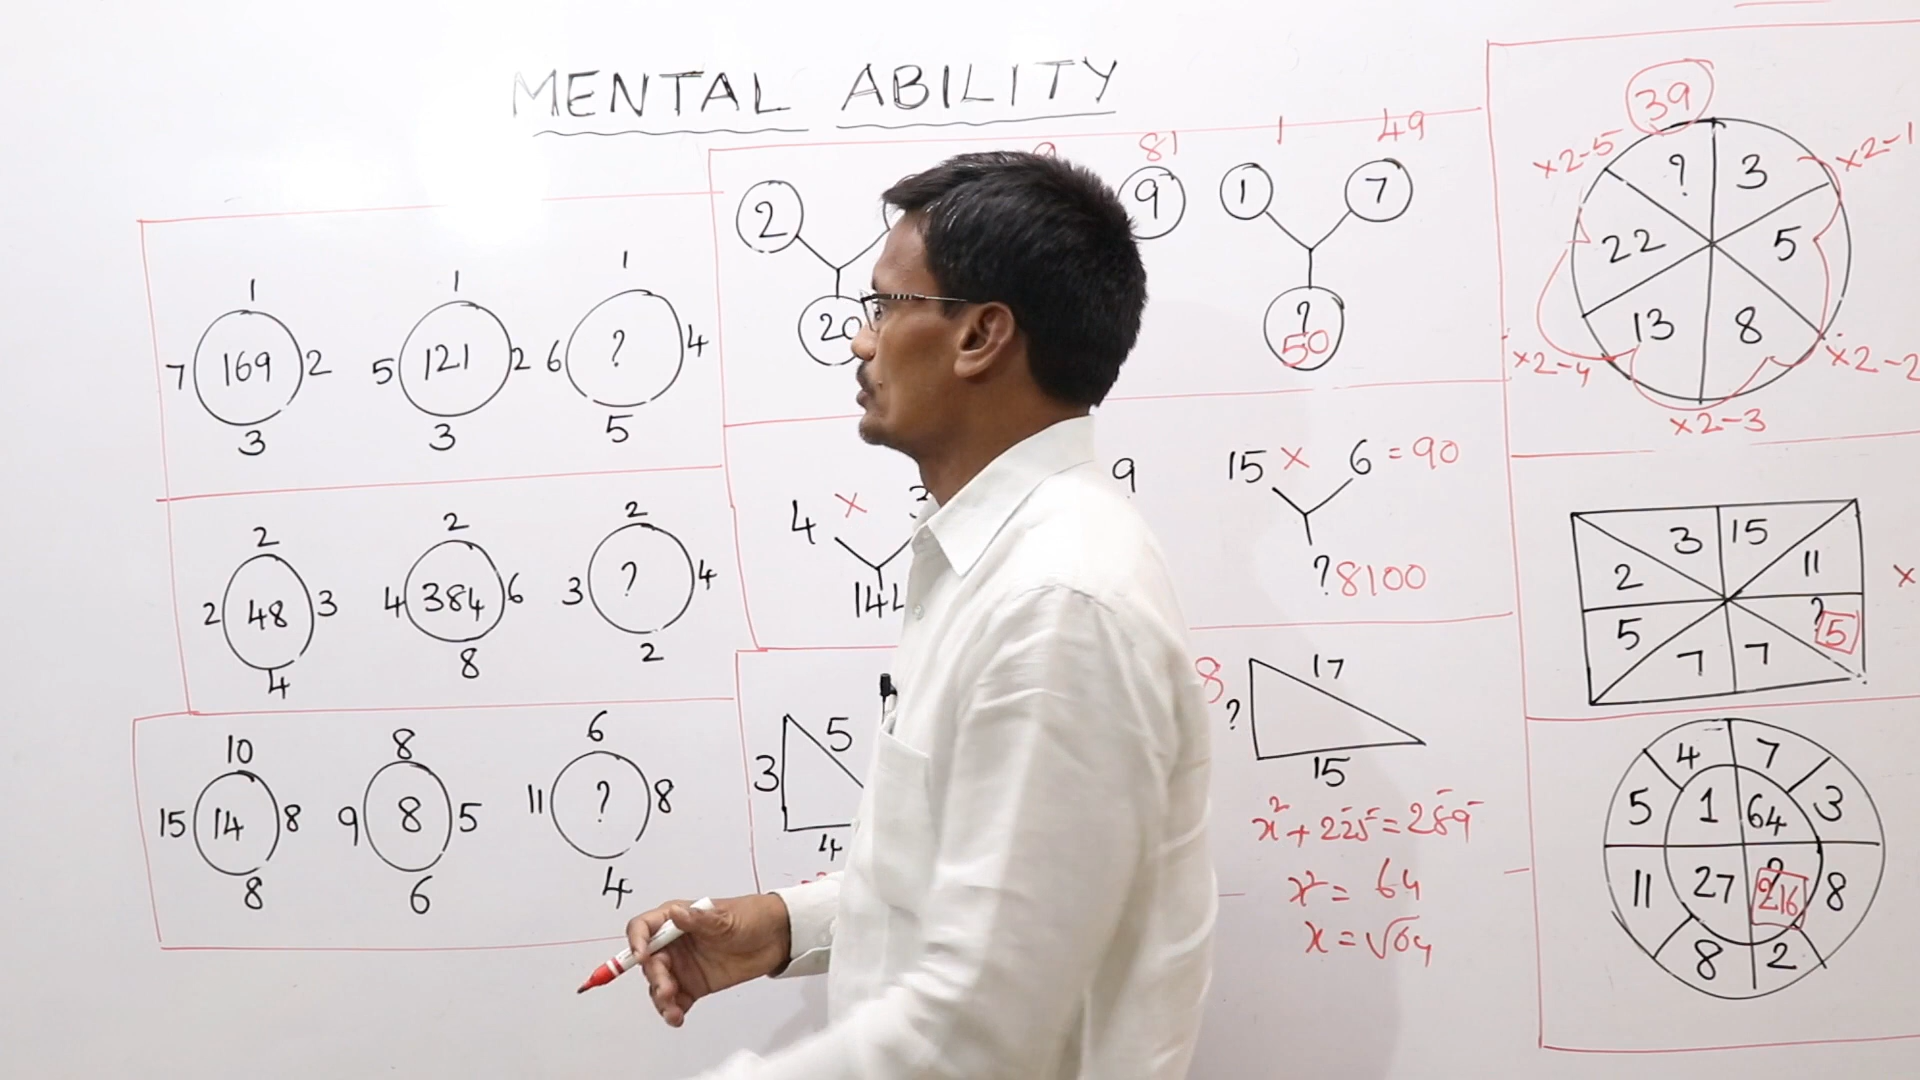 MENTAL ABILITY
1
7 169 2
3
1
5 121 2
3
1
6 ? 4
5
2
2 48 3
4
2
4 384 6
8
2
3 ? 4
2
10
15 14 8
8
8
9 8 5
6
6
11 ? 8
4
2
20
81
9
1 49
1 7
?
50
4 × 3
144
9
15 × 6 = 90
? 8100
3 5
4
8
? 17
15
x² + 225 = 289
x² = 64
x = √64
39
×2-5 ×2-1
? 3
22 5
13 8
×2-4 ×2-2
×2-3
3 15
2 11
×
5 ? 5
7 7
4 7
5 1 64 3
11 27 ? 216 8
8 2